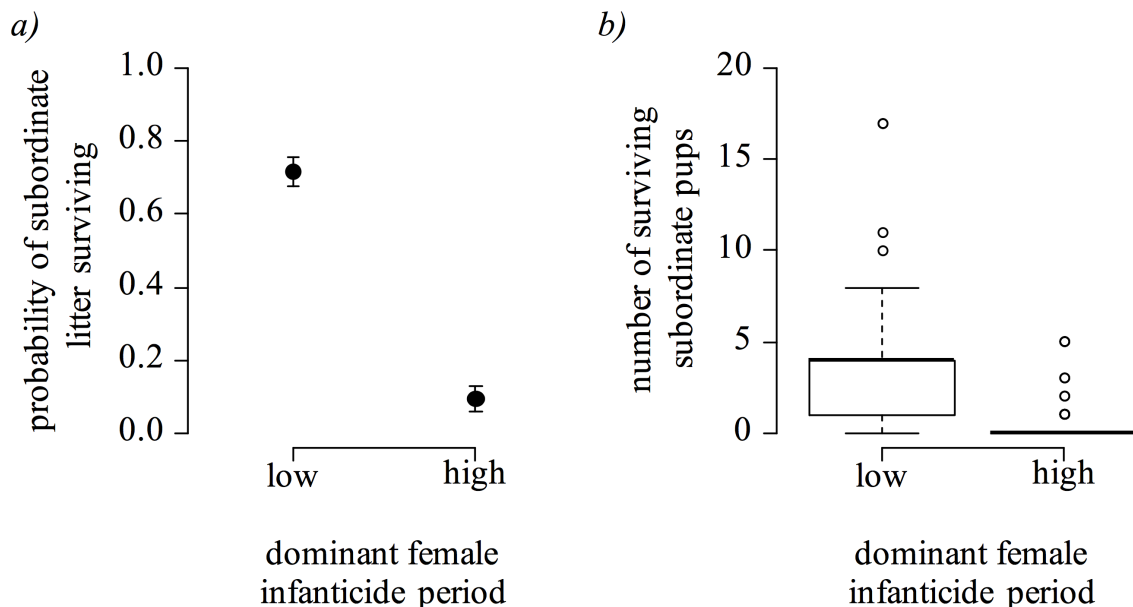 a)
probability of subordinate
litter surviving
1.0
0.8
0.6
0.4
0.2
0.0
low
high
dominant female
infanticide period
b)
number of surviving
subordinate pups
20
15
10
5
0
low
high
dominant female
infanticide period